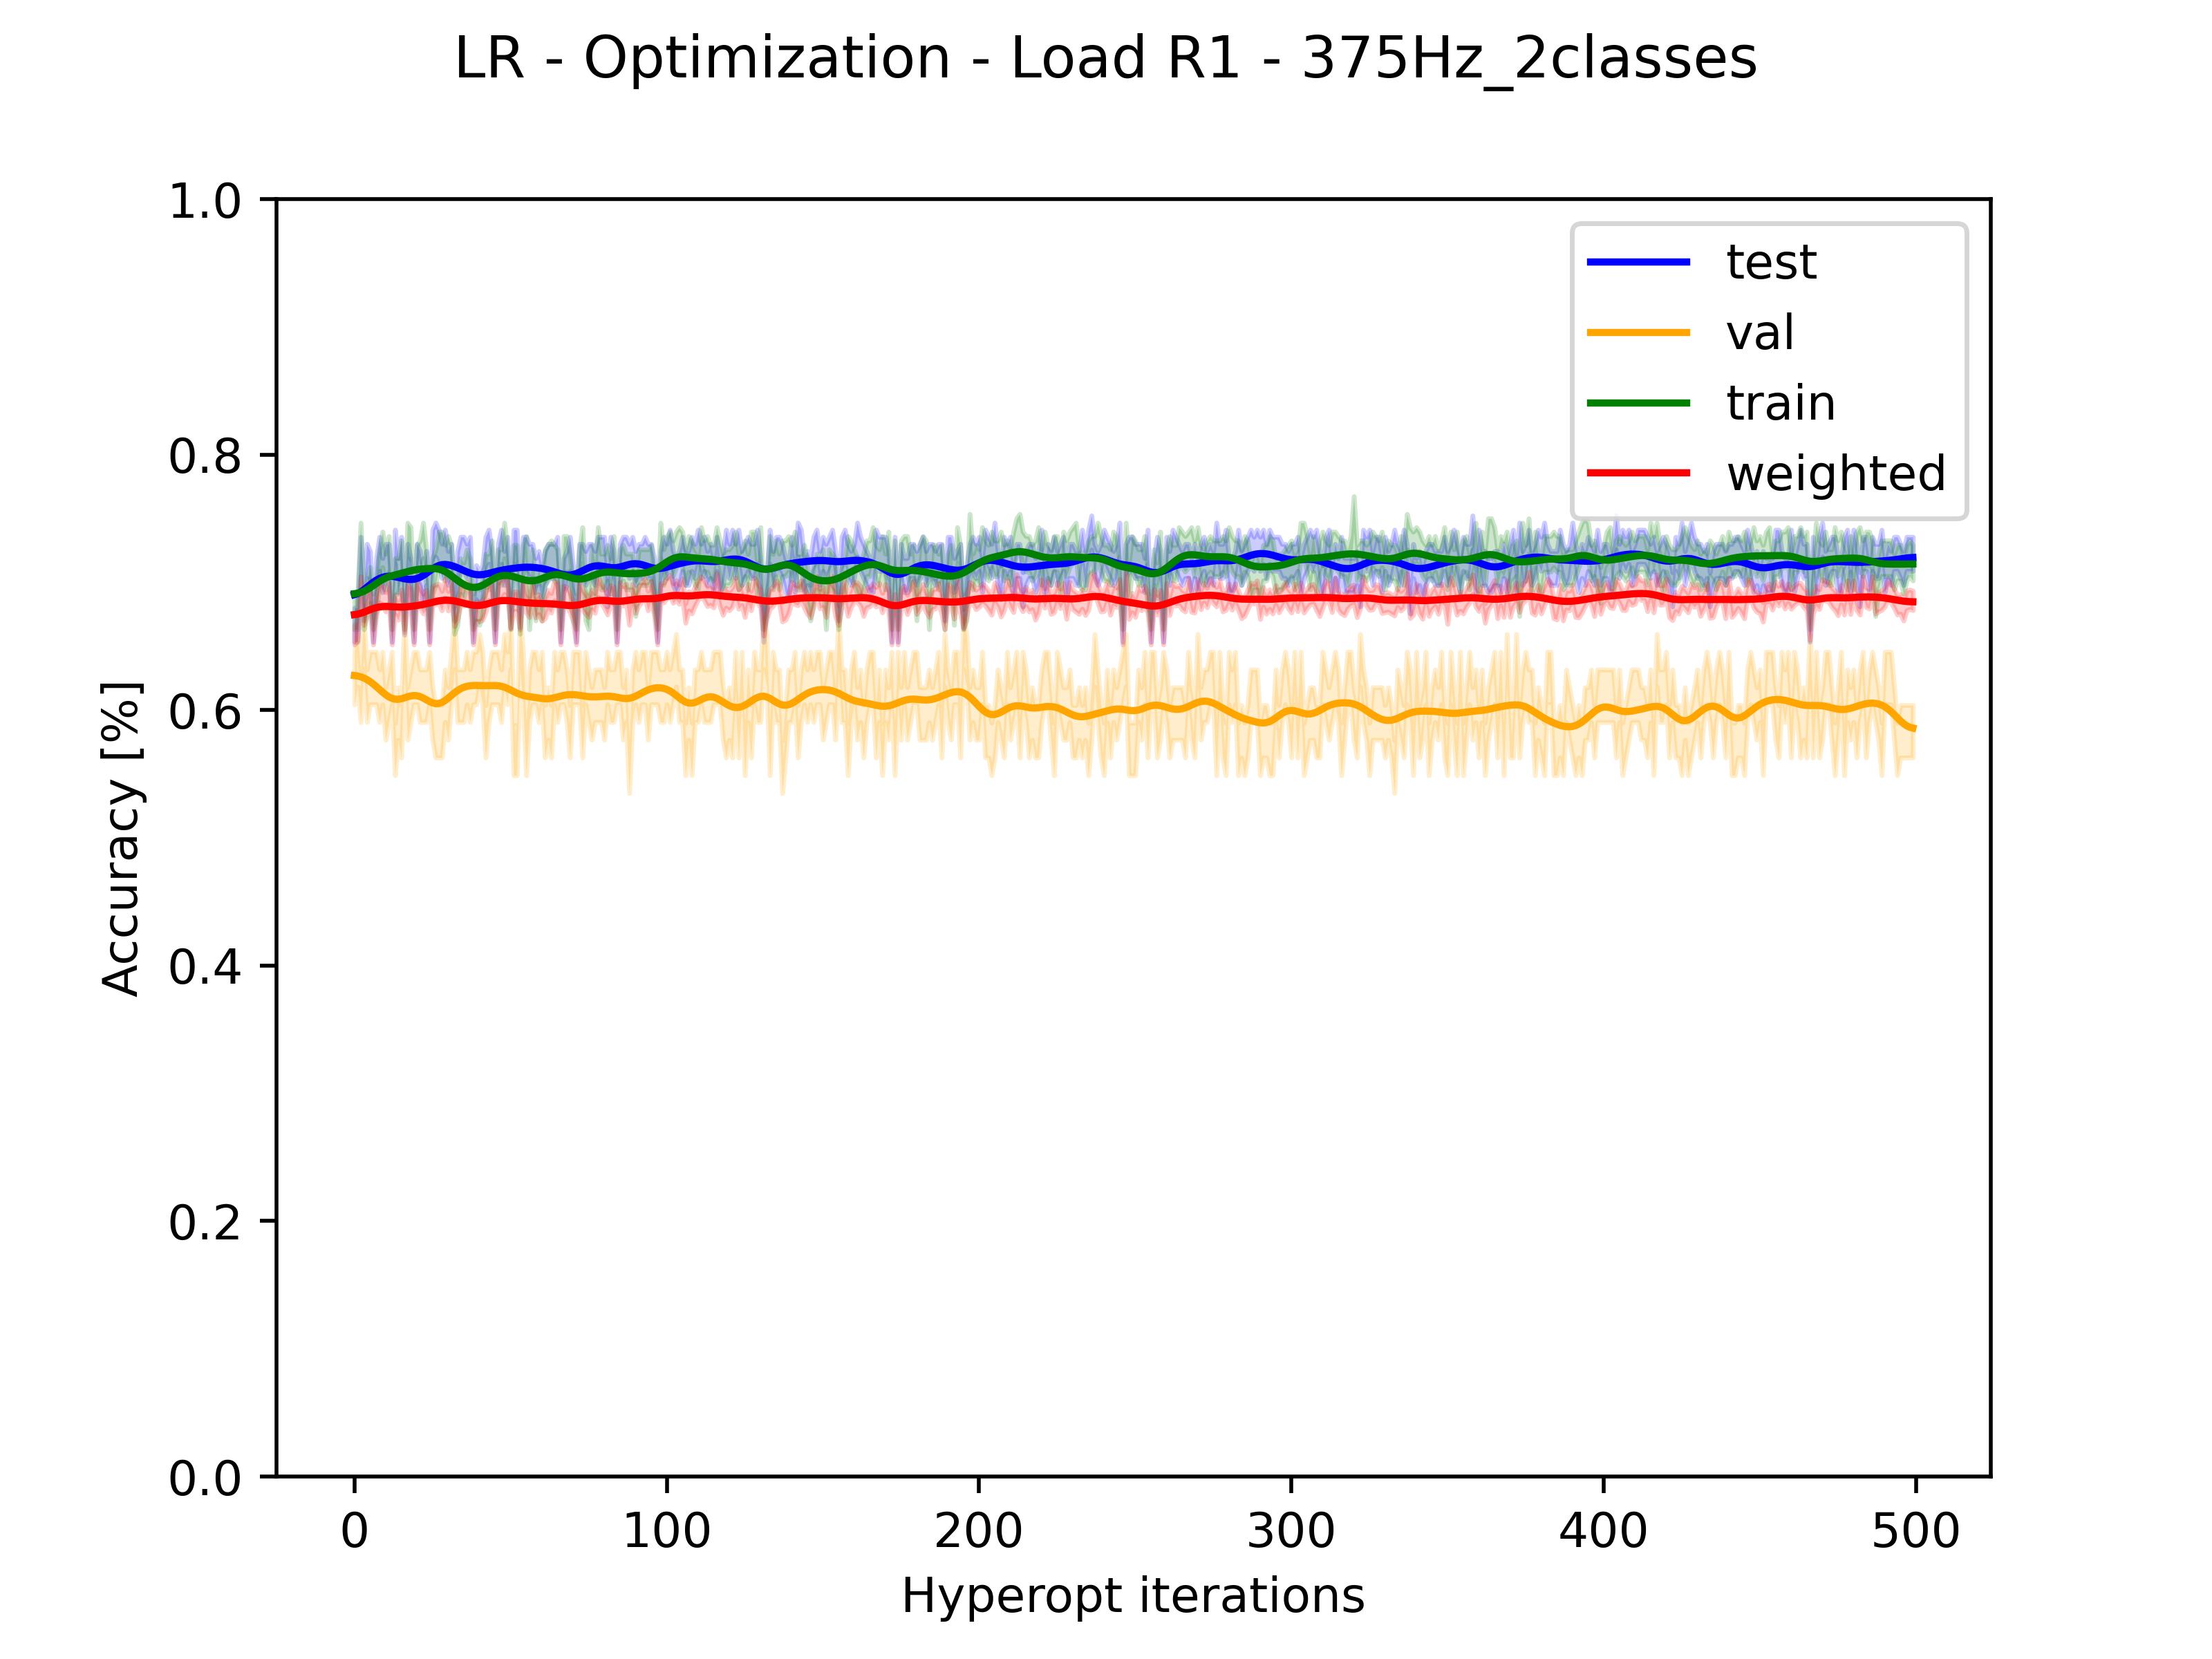 LR - Optimization - Load R1 - 375Hz_2classes
1.0
0.8
0.6
0.4
0.2
0.0
Accuracy [%]
test
val
train
weighted
0 100 200 300 400 500
Hyperopt iterations